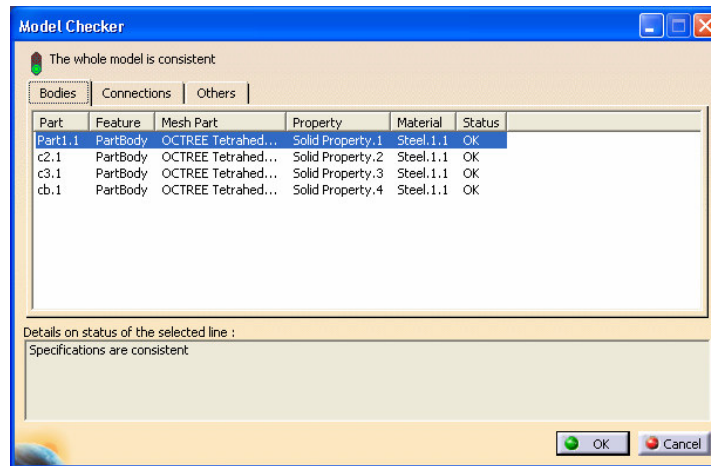 Model Checker
The whole model is consistent
Bodies Connections Others
Part Feature Mesh Part Property Material Status
Part1.1 PartBody OCTREE Tetrahed... Solid Property.1 Steel.1.1 OK
c2.1 PartBody OCTREE Tetrahed... Solid Property.2 Steel.1.1 OK
c3.1 PartBody OCTREE Tetrahed... Solid Property.3 Steel.1.1 OK
cb.1 PartBody OCTREE Tetrahed... Solid Property.4 Steel.1.1 OK
Details on status of the selected line :
Specifications are consistent
OK Cancel